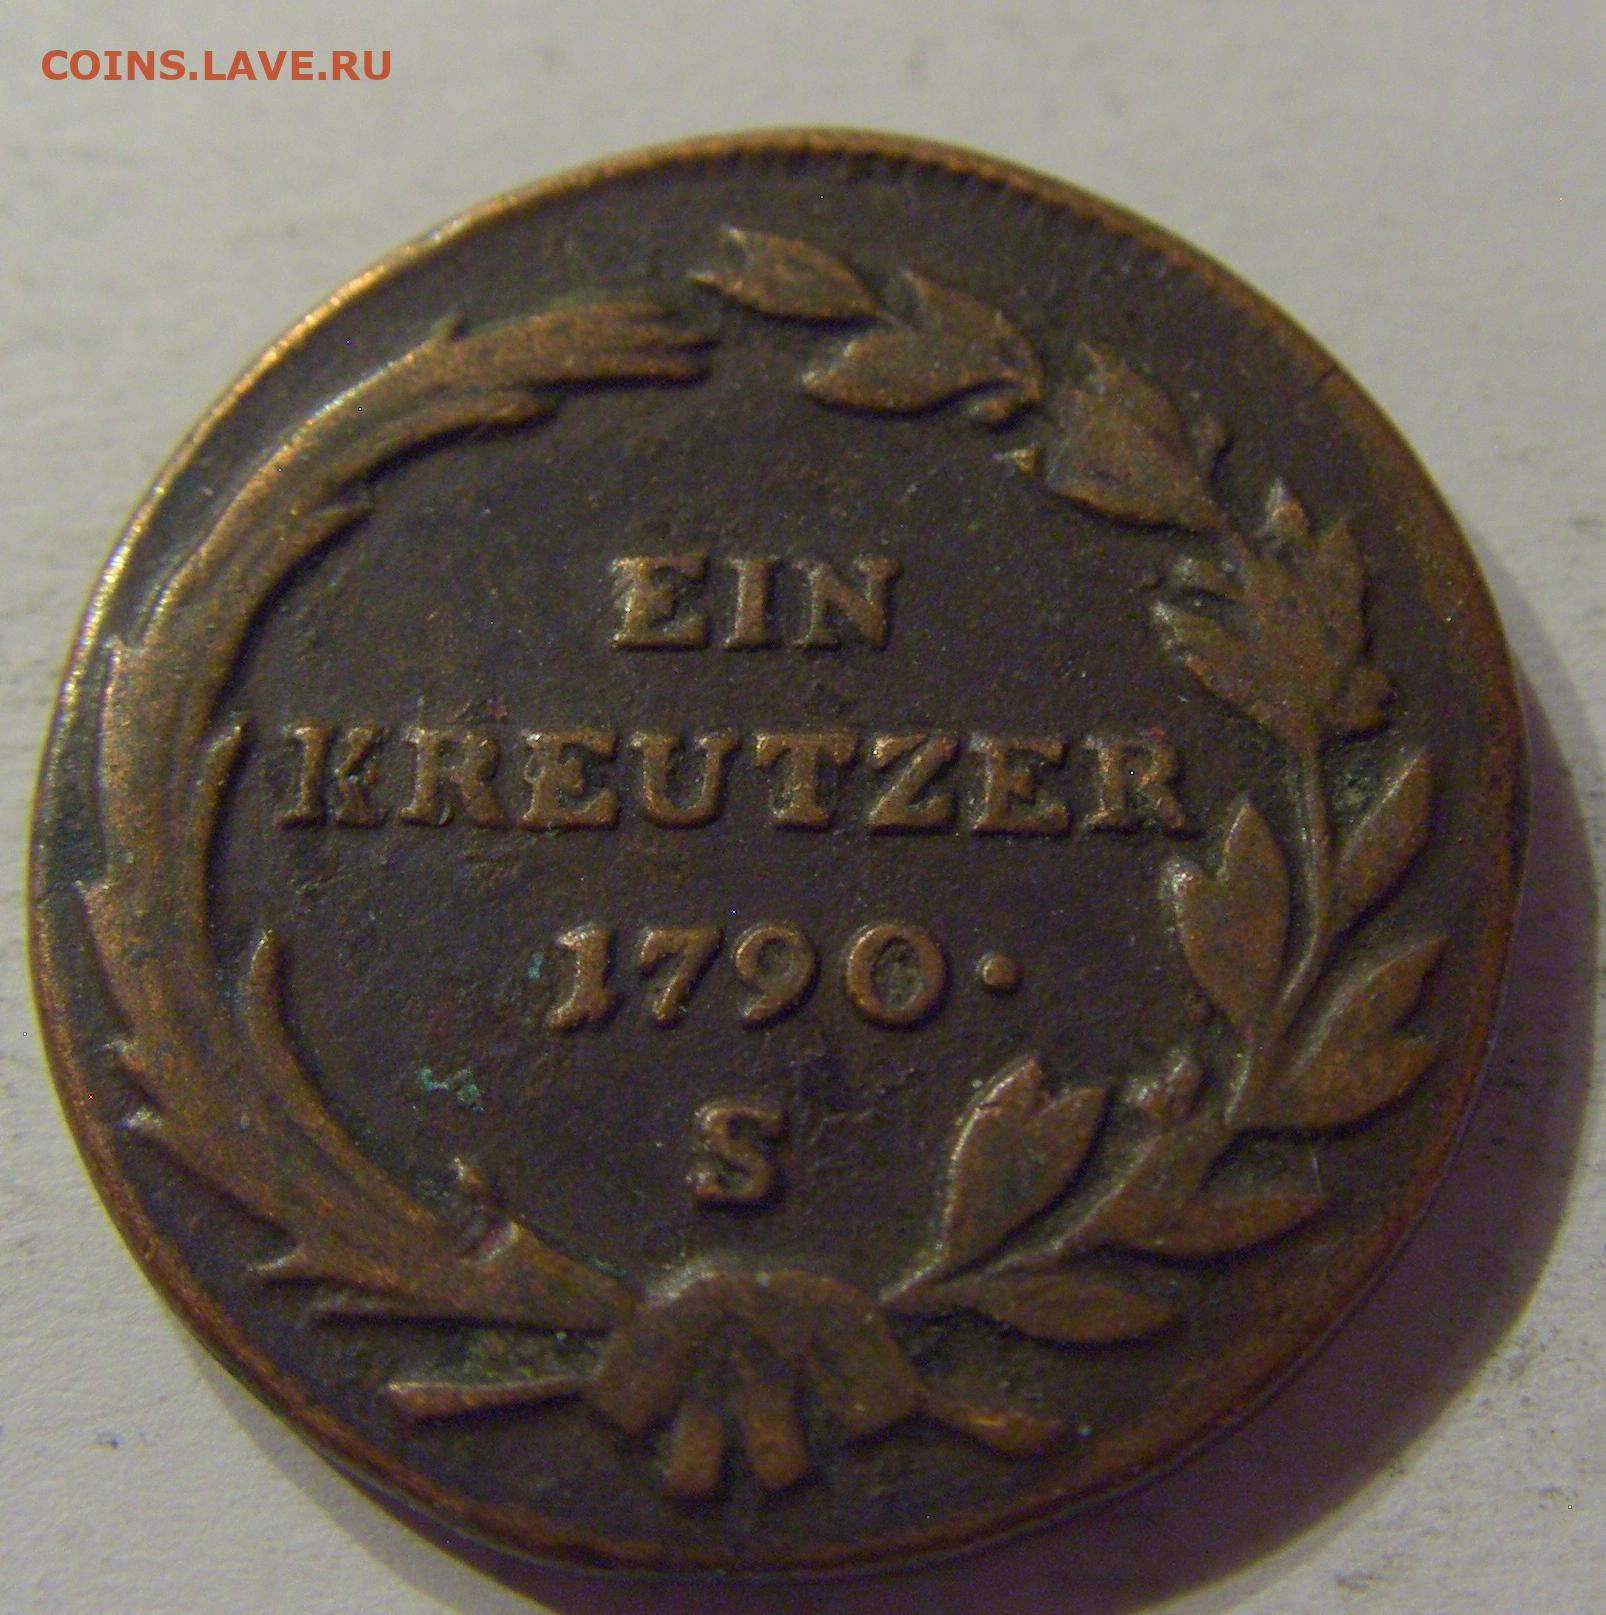 COINS.LAVE.RU
EIN
KREUTZER
1790.
S